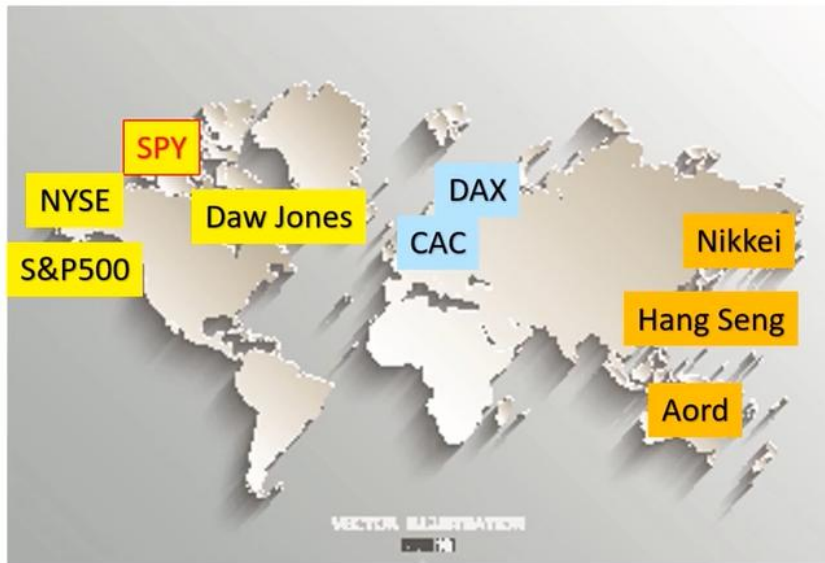 SPY
NYSE
Daw Jones
S&P500
DAX
CAC
Nikkei
Hang Seng
Aord
VECTOR ILLUSTRATION